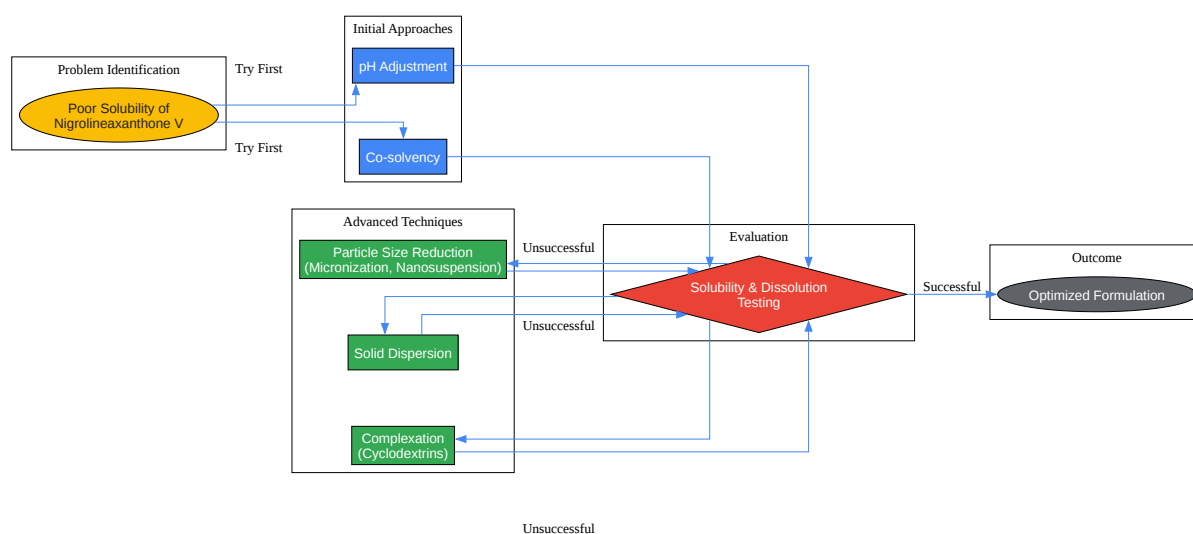 Initial Approaches
pH Adjustment
Problem Identification
Try First
Poor Solubility of
Nigrolineaxanthone V
Try First
Co-solvency
Advanced Techniques
Particle Size Reduction
(Micronization, Nanosuspension)
Unsuccessful
Evaluation
Solubility & Dissolution
Testing
Successful
Outcome
Optimized Formulation
Unsuccessful
Solid Dispersion
Complexation
(Cyclodextrins)
Unsuccessful